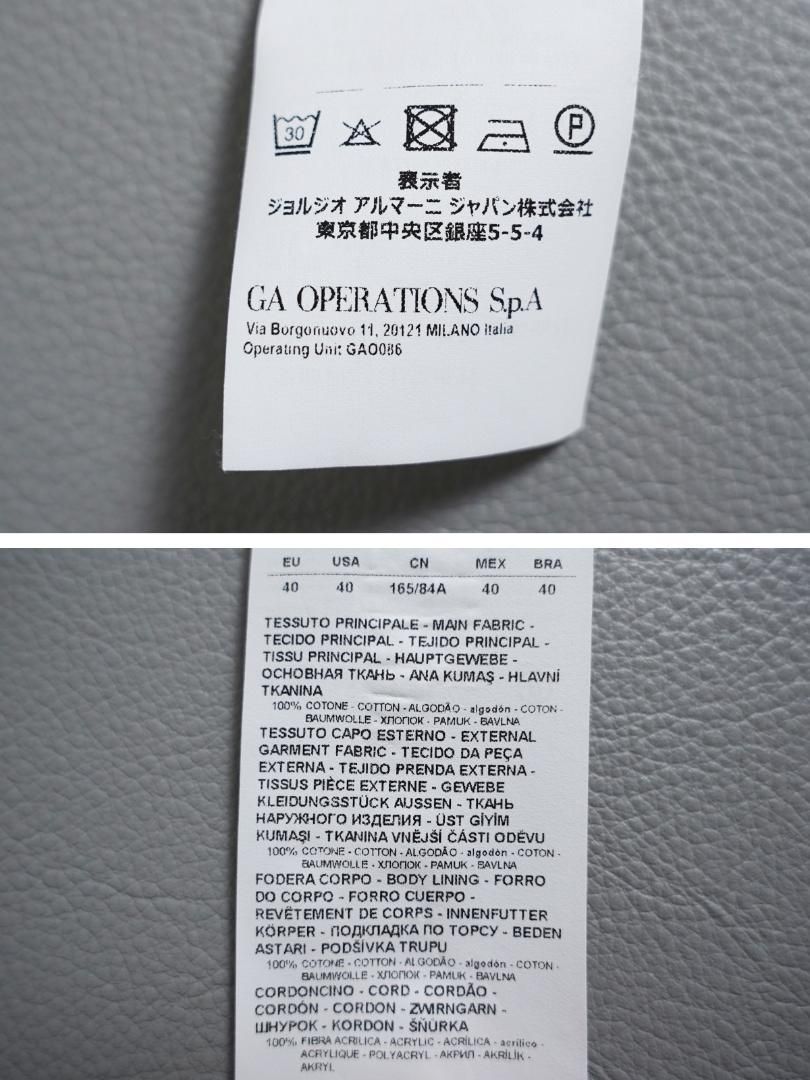 30
P
表示者
ジョルジオ アルマーニ ジャパン株式会社
東京都中央区銀座5-5-4
GA OPERATIONS S.p.A
Via Borgonuovo 11, 20121 MILANO Italia
Operating Unit GAO086
EU USA CN MEX BRA
40 40 165/84A 40 40
TESSUTO PRINCIPALE - MAIN FABRIC -
TECIDO PRINCIPAL - TEJIDO PRINCIPAL -
TISSU PRINCIPAL - HAUPTGEWEBE -
ОСНОВНАЯ ТКАНЬ - ANA KUMAŞ - HLAVNÍ
TKANINA
100% COTONE - COTTON - ALGODÃO - algodón - COTON -
BAUMWOLLE - ХЛОПОК - PAMUK - BAVLNA
TESSUTO CAPO ESTERNO - EXTERNAL
GARMENT FABRIC - TECIDO DA PEÇA
EXTERNA - TEJIDO PRENDA EXTERNA -
TISSUS PIÈCE EXTERNE - GEWEBE
KLEIDUNGSSTÜCK AUSSEN - ТКАНЬ
НАРУЖНОГО ИЗДЕЛИЯ - ÜST GİYİM
KUMAŞI - TKANINA VNĚJŠÍ ČÁSTI ODĚVU
100% COTONE - COTTON - ALGODÃO - algodón - COTON -
BAUMWOLLE - ХЛОПОК - PAMUK - BAVLNA
FODERA CORPO - BODY LINING - FORRO
DO CORPO - FORRO CUERPO -
REVÊTEMENT DE CORPS - INNENFUTTER
KÖRPER - ПОДКЛАДКА ПО ТОРСУ - BEDEN
ASTARI - PODŠÍVKA TRUPU
100% COTONE - COTTON - ALGODÃO - algodón - COTON -
BAUMWOLLE - ХЛОПОК - PAMUK - BAVLNA
CORDONCINO - CORD - CORDÃO -
CORDÓN - CORDON - ZWIRNGARN -
ШНУРОК - KORDON - ŠŇŮRKA
100% FIBRA ACRILICA - ACRYLIC - ACRÍLICA - acrílico -
ACRYLIQUE - POLYACRYL - АКРИЛ - AKRİLİK -
AKRYL